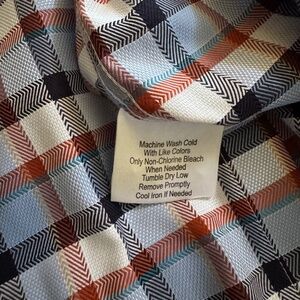 Machine Wash Cold
With Like Colors
Only Non-Chlorine Bleach
When Needed
Tumble Dry Low
Remove Promptly
Cool Iron If Needed